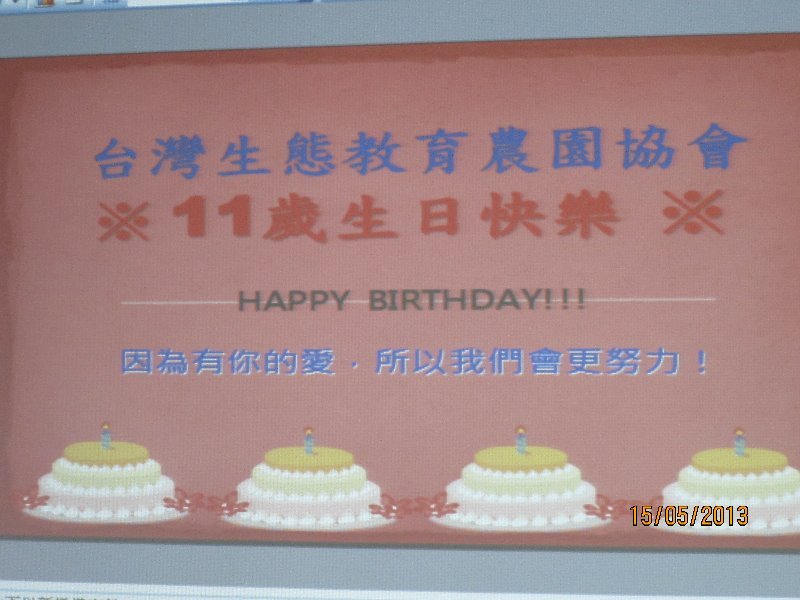 台灣生態教育農園協會
※11歲生日快樂 ※
HAPPY BIRTHDAY!!!
因為有你的愛，所以我們會更努力！
15/05/2013